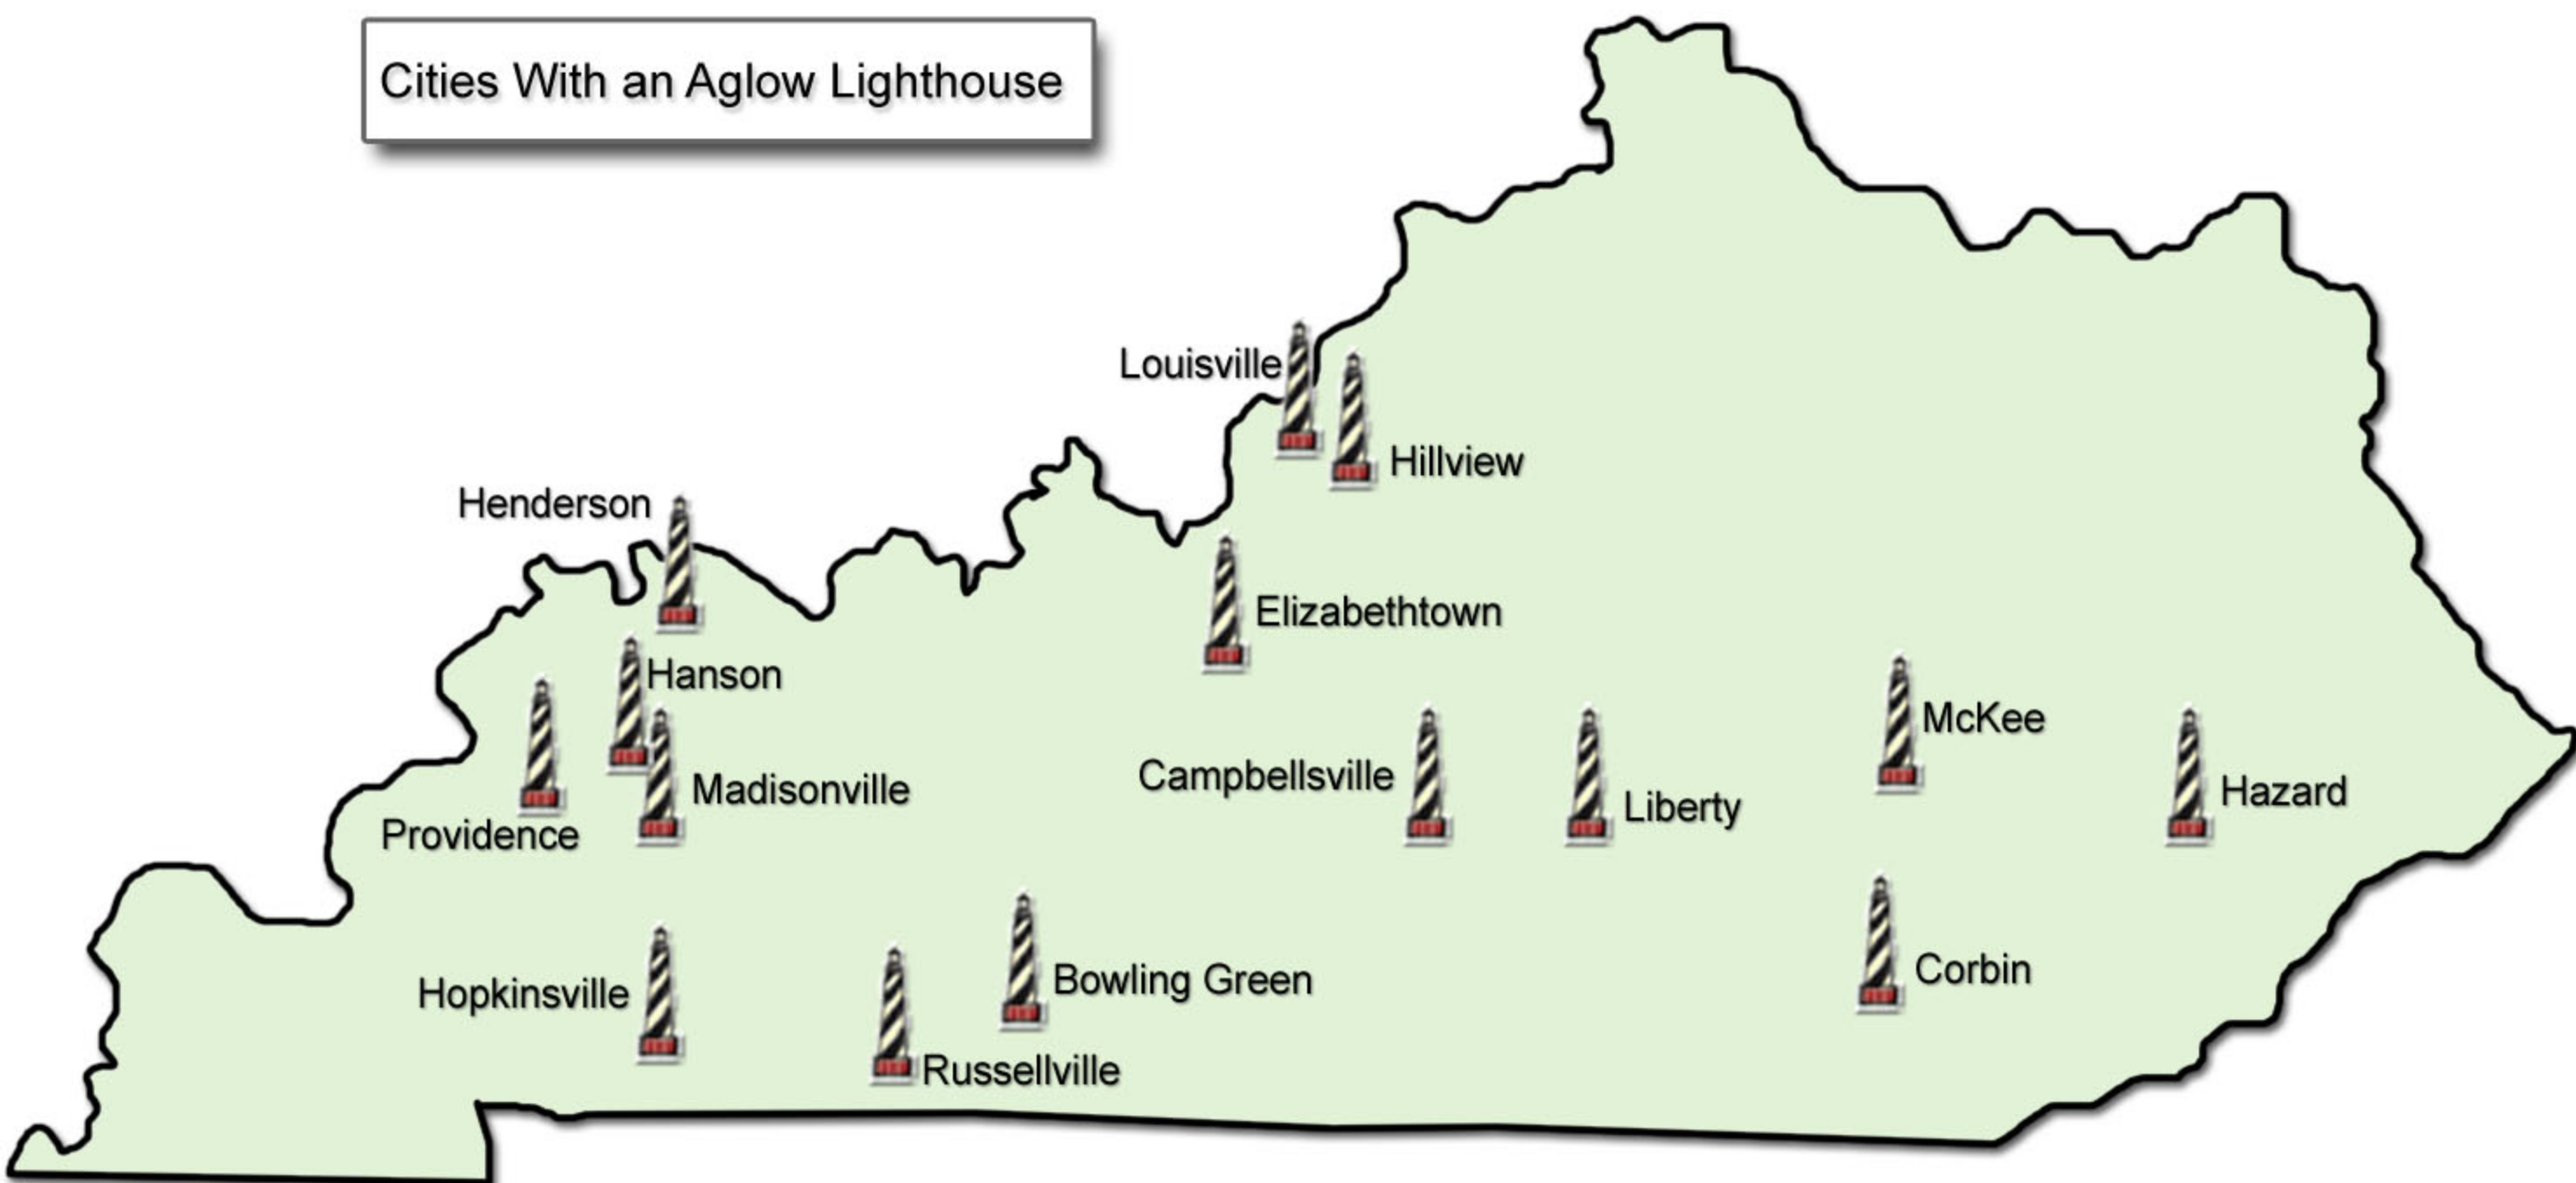 Cities With an Aglow Lighthouse
Louisville
Hillview
Henderson
Elizabethtown
Hanson
McKee
Campbellsville
Madisonville
Hazard
Liberty
Providence
Corbin
Bowling Green
Hopkinsville
Russellville